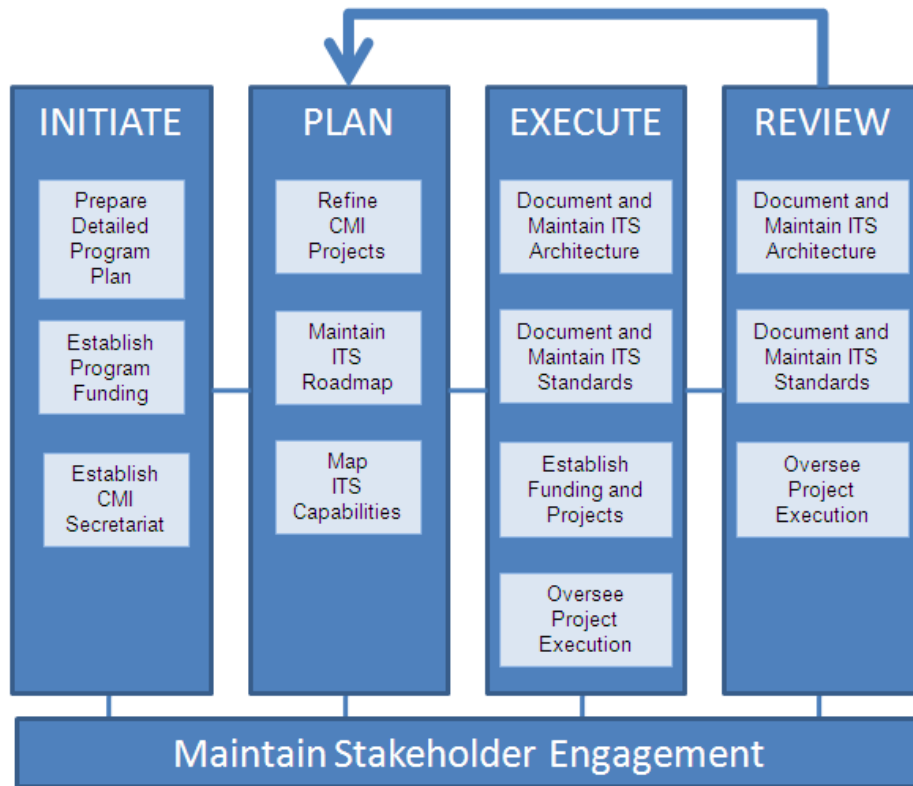 INITIATE
Prepare
Detailed
Program
Plan
Establish
Program
Funding
Establish
CMI
Secretariat
PLAN
Refine
CMI
Projects
Maintain
ITS
Roadmap
Map
ITS
Capabilities
EXECUTE
Document and
Maintain ITS
Architecture
Document and
Maintain ITS
Standards
Establish
Funding and
Projects
Oversee
Project
Execution
REVIEW
Document and
Maintain ITS
Architecture
Document and
Maintain ITS
Standards
Oversee
Project
Execution
Maintain Stakeholder Engagement